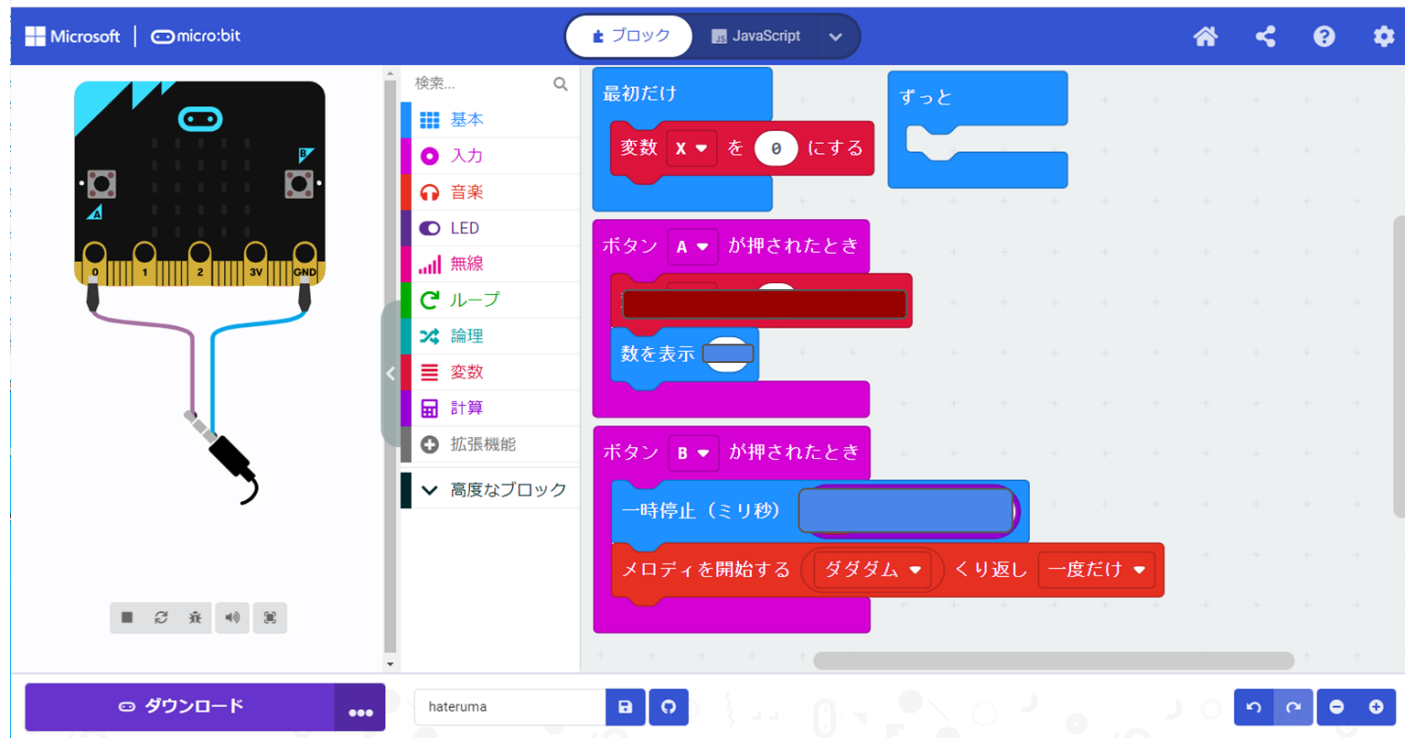 Microsoft micro:bit ブロック JavaScript
検索...
基本
入力
音楽
LED
無線
ループ
論理
変数
計算
拡張機能
高度なブロック
B
A
0 1 2 3V GND
最初だけ
変数 X を 0 にする
ずっと
ボタン A が押されたとき
数を表示
ボタン B が押されたとき
一時停止（ミリ秒）
メロディを開始する ダダダム くり返し 一度だけ
ダウンロード
hateruma